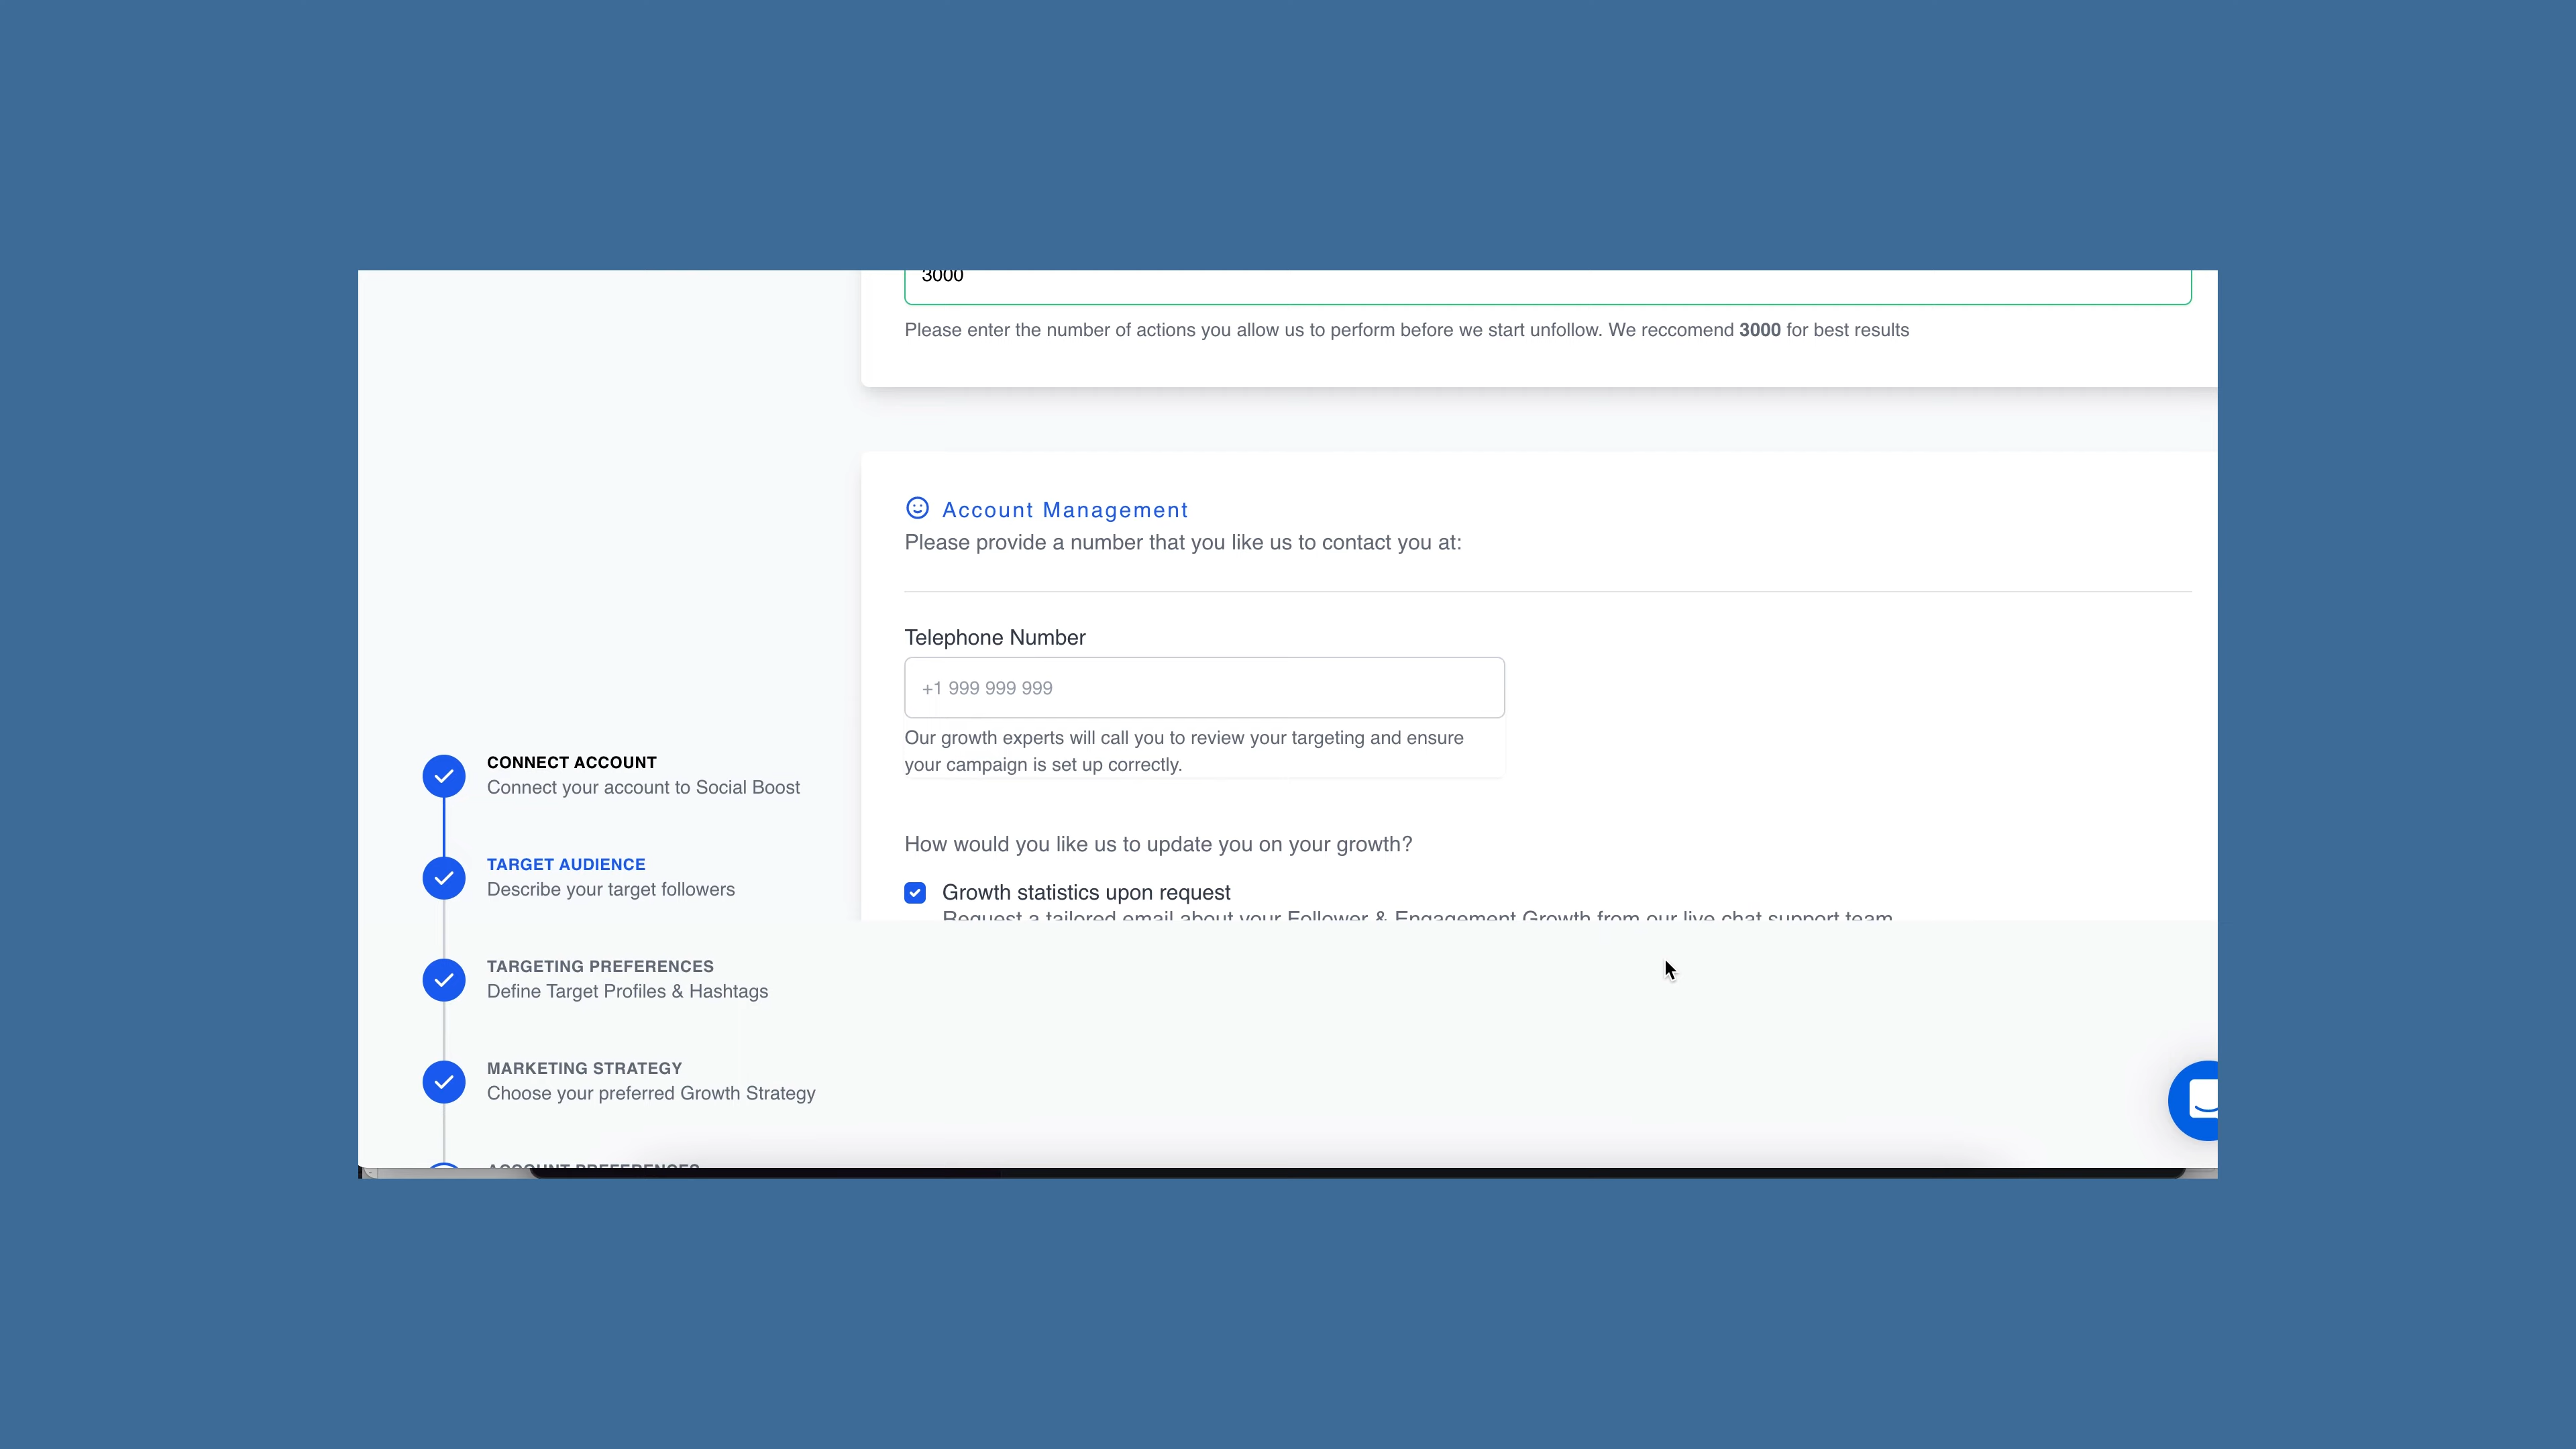 3000
Please enter the number of actions you allow us to perform before we start unfollow. We reccomend 3000 for best results
Account Management
Please provide a number that you like us to contact you at:
Telephone Number
+1 999 999 999
Our growth experts will call you to review your targeting and ensure
your campaign is set up correctly.
How would you like us to update you on your growth?
Growth statistics upon request
Request a tailored email about your Follower & Engagement Growth from our live chat support team
CONNECT ACCOUNT
Connect your account to Social Boost
TARGET AUDIENCE
Describe your target followers
TARGETING PREFERENCES
Define Target Profiles & Hashtags
MARKETING STRATEGY
Choose your preferred Growth Strategy
ACCOUNT PREFERENCES